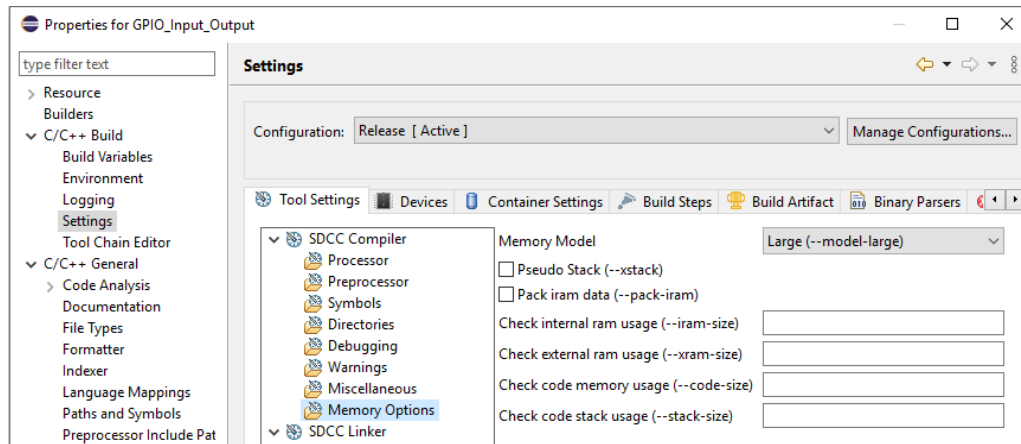 Properties for GPIO_Input_Output
type filter text
Resource
Builders
C/C++ Build
Build Variables
Environment
Logging
Settings
Tool Chain Editor
C/C++ General
Code Analysis
Documentation
File Types
Formatter
Indexer
Language Mappings
Paths and Symbols
Preprocessor Include Pat
Settings
Configuration: Release [ Active ] Manage Configurations...
Tool Settings Devices Container Settings Build Steps Build Artifact Binary Parsers
SDCC Compiler
Processor
Preprocessor
Symbols
Directories
Debugging
Warnings
Miscellaneous
Memory Options
SDCC Linker
Memory Model Large (--model-large)
Pseudo Stack (--xstack)
Pack iram data (--pack-iram)
Check internal ram usage (--iram-size)
Check external ram usage (--xram-size)
Check code memory usage (--code-size)
Check code stack usage (--stack-size)